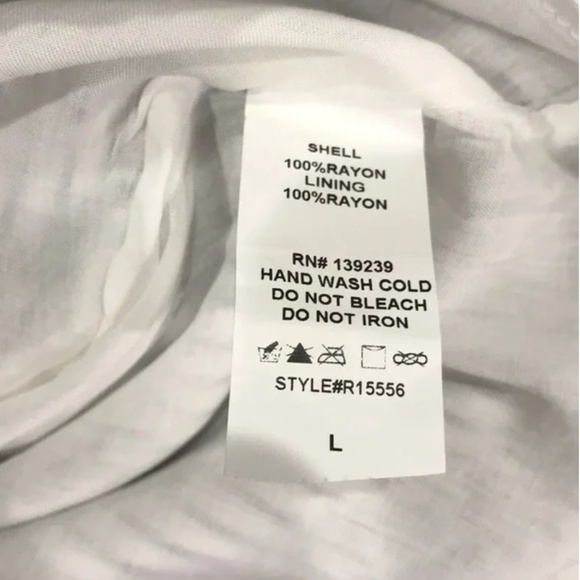 SHELL
100%RAYON
LINING
100%RAYON
RN# 139239
HAND WASH COLD
DO NOT BLEACH
DO NOT IRON
STYLE#R15556
L